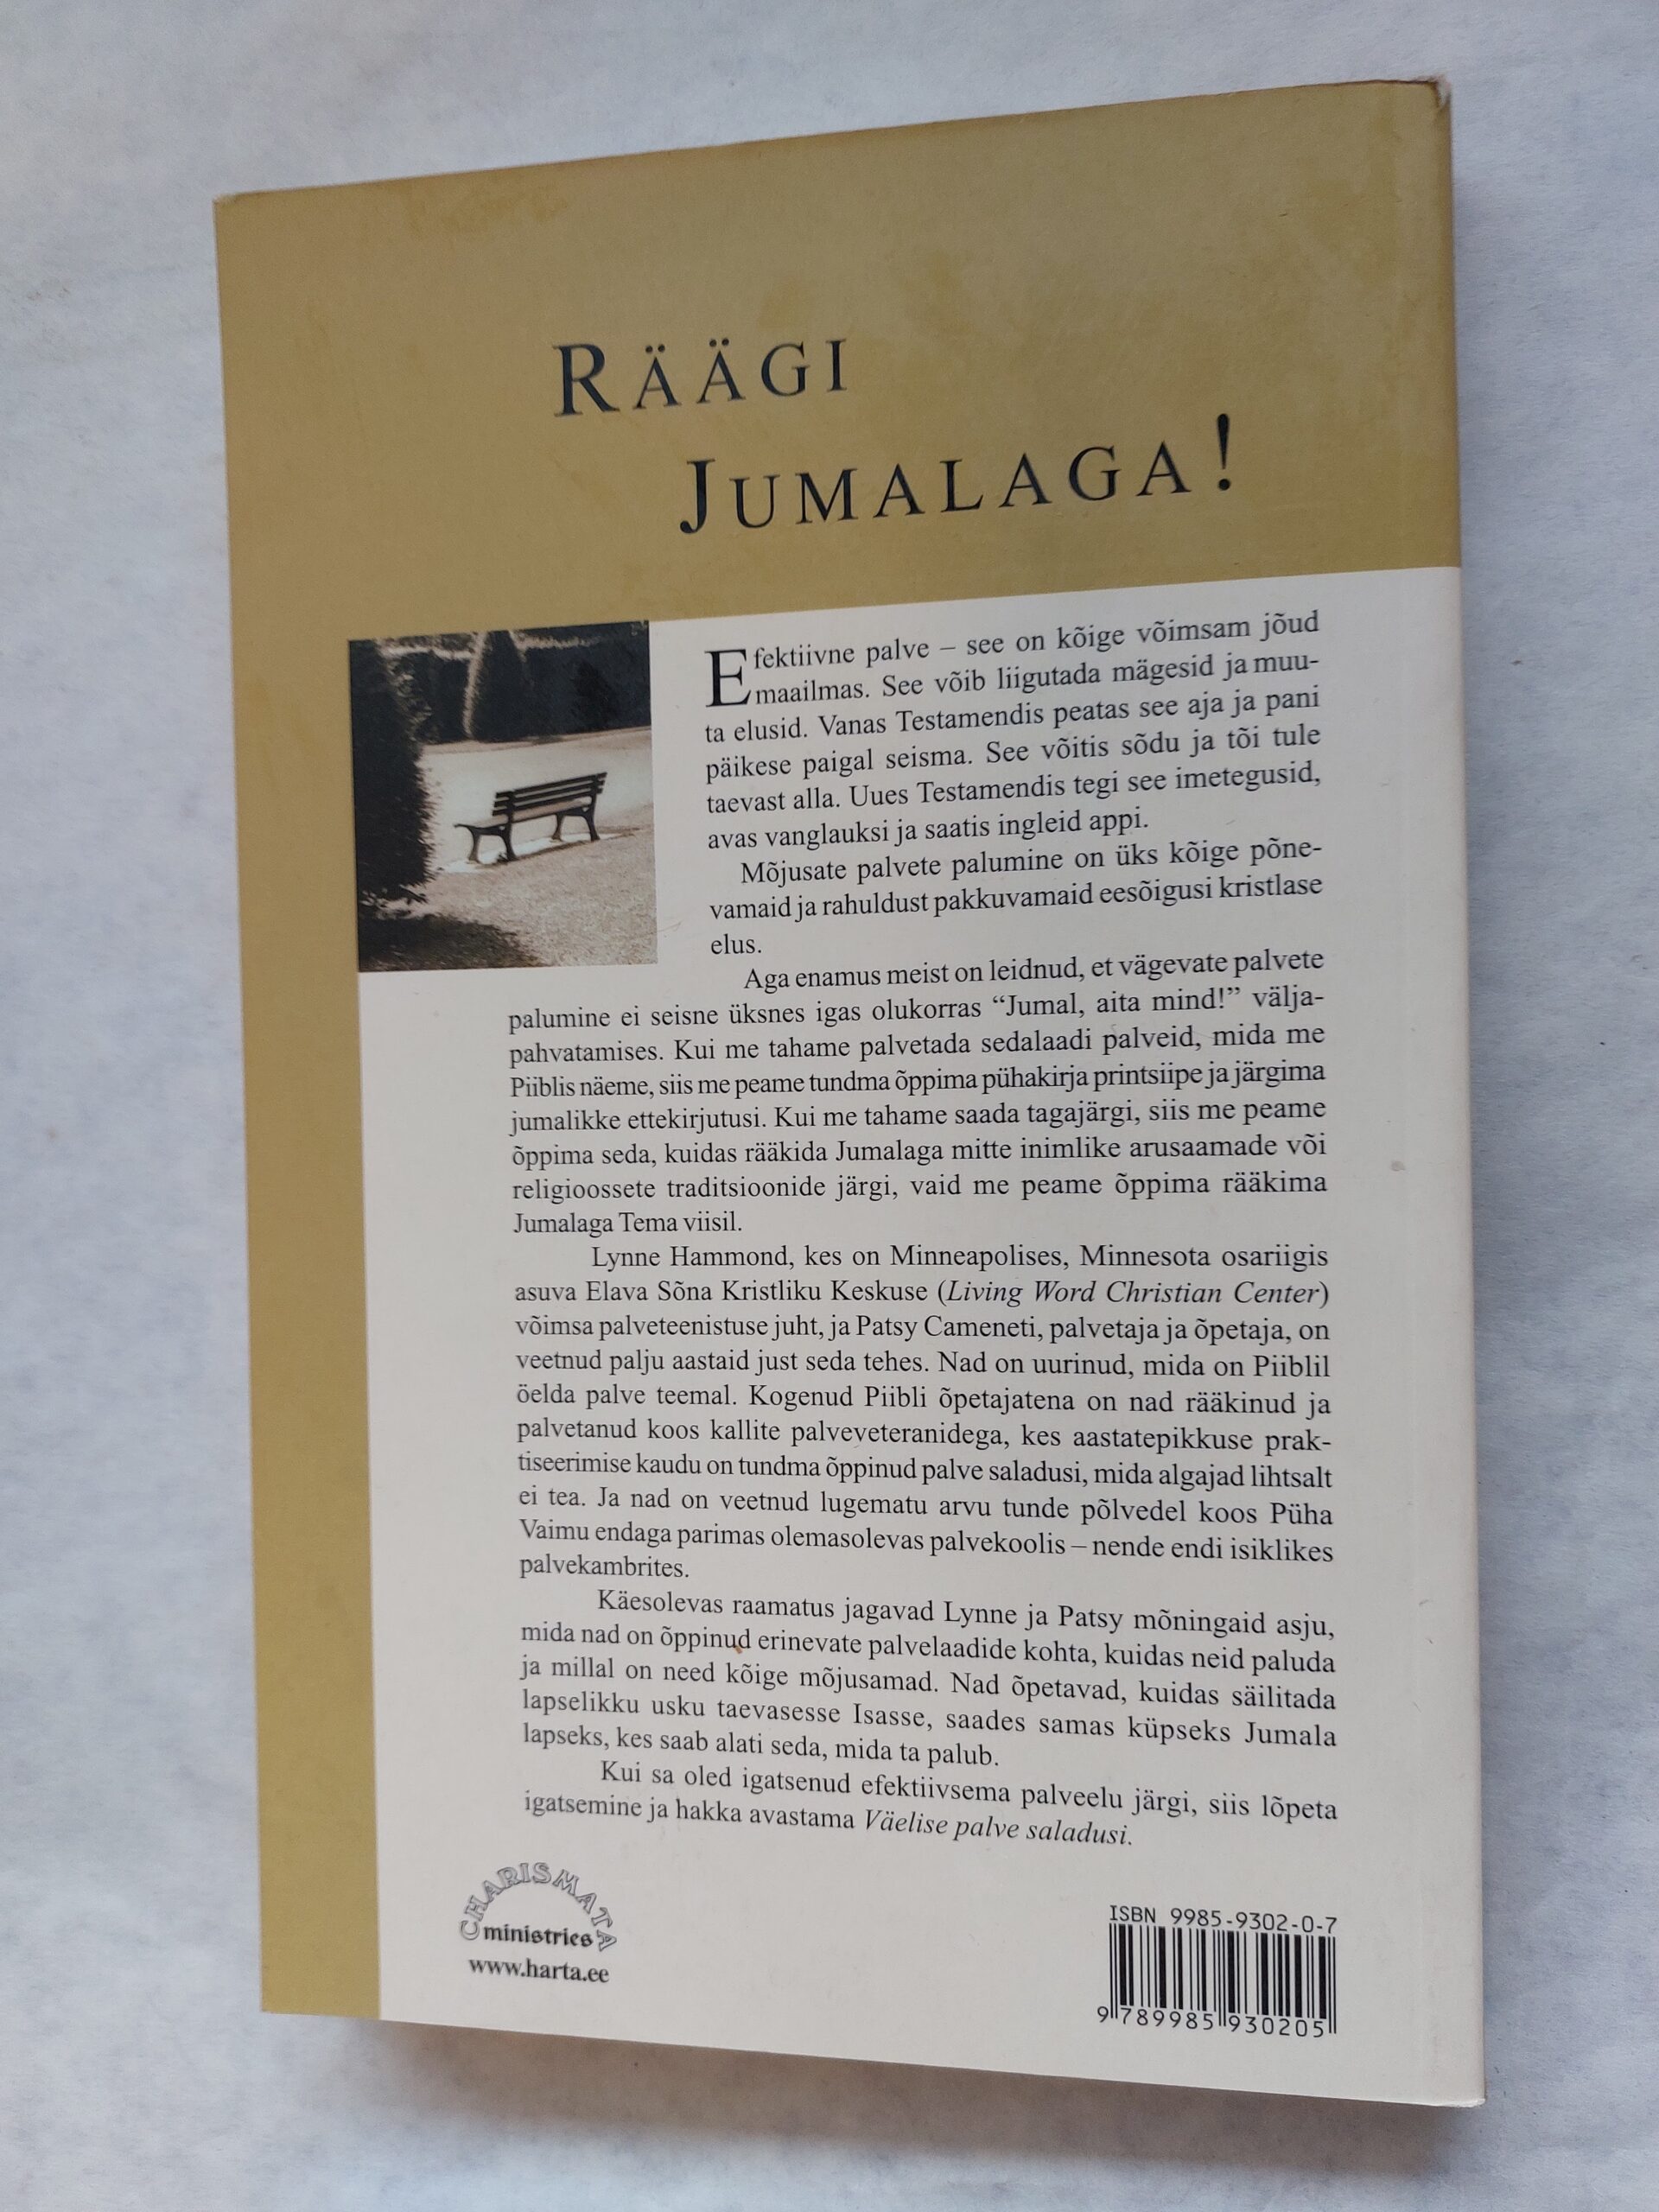 RÄÄGI
JUMALAGA!
Efektiivne palve – see on kõige võimsam jõud
maailmas. See võib liigutada mägesid ja muu-
ta elusid. Vanas Testamendis peatas see aja ja pani
päikese paigal seisma. See võitis sõdu ja tõi tule
taevast alla. Uues Testamendis tegi see imetegusid,
avas vanglauksi ja saatis ingleid appi.
Mõjusate palvete palumine on üks kõige põne-
vamaid ja rahuldust pakkuvamaid eesõigusi kristlase
elus.
Aga enamus meist on leidnud, et vägevate palvete
palumine ei seisne üksnes igas olukorras “Jumal, aita mind!” välja-
pahvatamises. Kui me tahame palvetada sedalaadi palveid, mida me
Piiblis näeme, siis me peame tundma õppima pühakirja printsiipe ja järgima
jumalikke ettekirjutusi. Kui me tahame saada tagajärgi, siis me peame
õppima seda, kuidas rääkida Jumalaga mitte inimlike arusaamade või
religioossete traditsioonide järgi, vaid me peame õppima rääkima
Jumalaga Tema viisil.
Lynne Hammond, kes on Minneapolises, Minnesota osariigis
asuva Elava Sõna Kristliku Keskuse (Living Word Christian Center)
võimsa palveteenistuse juht, ja Patsy Cameneti, palvetaja ja õpetaja, on
veetnud palju aastaid just seda tehes. Nad on uurinud, mida on Piiblil
öelda palve teemal. Kogenud Piibli õpetajatena on nad rääkinud ja
palvetanud koos kallite palveveteranidega, kes aastatepikkuse prak-
tiseerimise kaudu on tundma õppinud palve saladusi, mida algajad lihtsalt
ei tea. Ja nad on veetnud lugematu arvu tunde põlvedel koos Püha
Vaimu endaga parimas olemasolevas palvekoolis – nende endi isiklikes
palvekambrites.
Käesolevas raamatus jagavad Lynne ja Patsy mõningaid asju,
mida nad on õppinud erinevate palvelaadide kohta, kuidas neid paluda
ja millal on need kõige mõjusamad. Nad õpetavad, kuidas säilitada
lapselikku usku taevasesse Isasse, saades samas küpseks Jumala
lapseks, kes saab alati seda, mida ta palub.
Kui sa oled igatsenud efektiivsema palveelu järgi, siis lõpeta
igatsemine ja hakka avastama Väelise palve saladusi.
CHARISMATA
ministries
www.harta.ee
ISBN 9985-9302-0-7
9 789985 930205